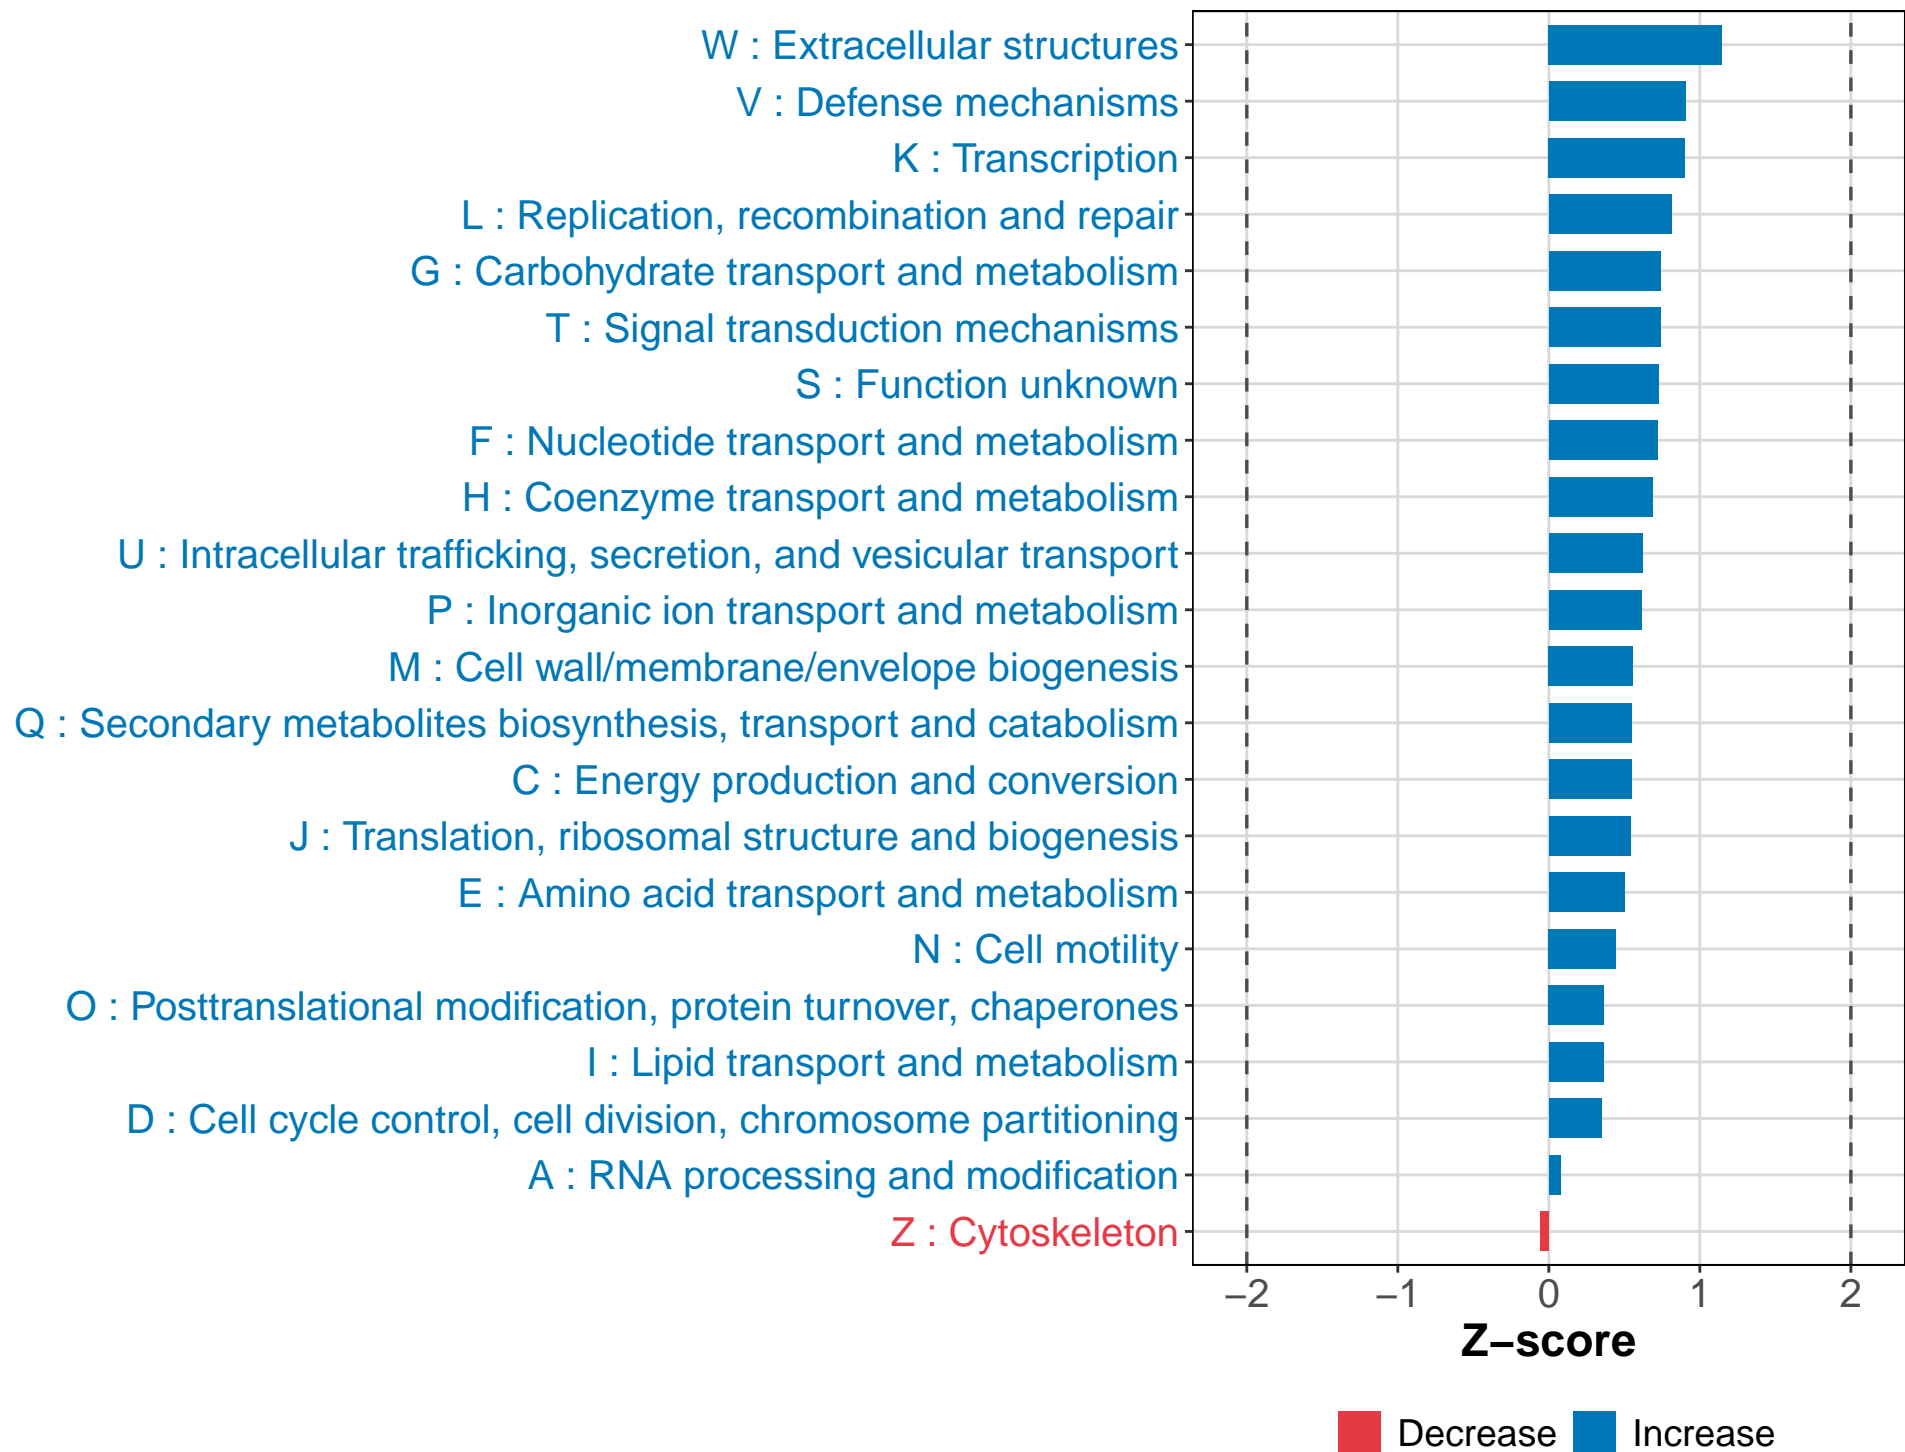 W : Extracellular structures
V : Defense mechanisms
K : Transcription
L : Replication, recombination and repair
G : Carbohydrate transport and metabolism
T : Signal transduction mechanisms
S : Function unknown
F : Nucleotide transport and metabolism
H : Coenzyme transport and metabolism
U : Intracellular trafficking, secretion, and vesicular transport
P : Inorganic ion transport and metabolism
M : Cell wall/membrane/envelope biogenesis
Q : Secondary metabolites biosynthesis, transport and catabolism
C : Energy production and conversion
J : Translation, ribosomal structure and biogenesis
E : Amino acid transport and metabolism
N : Cell motility
O : Posttranslational modification, protein turnover, chaperones
I : Lipid transport and metabolism
D : Cell cycle control, cell division, chromosome partitioning
A : RNA processing and modification
Z : Cytoskeleton
−2 −1 0 1 2
Z−score
Decrease Increase